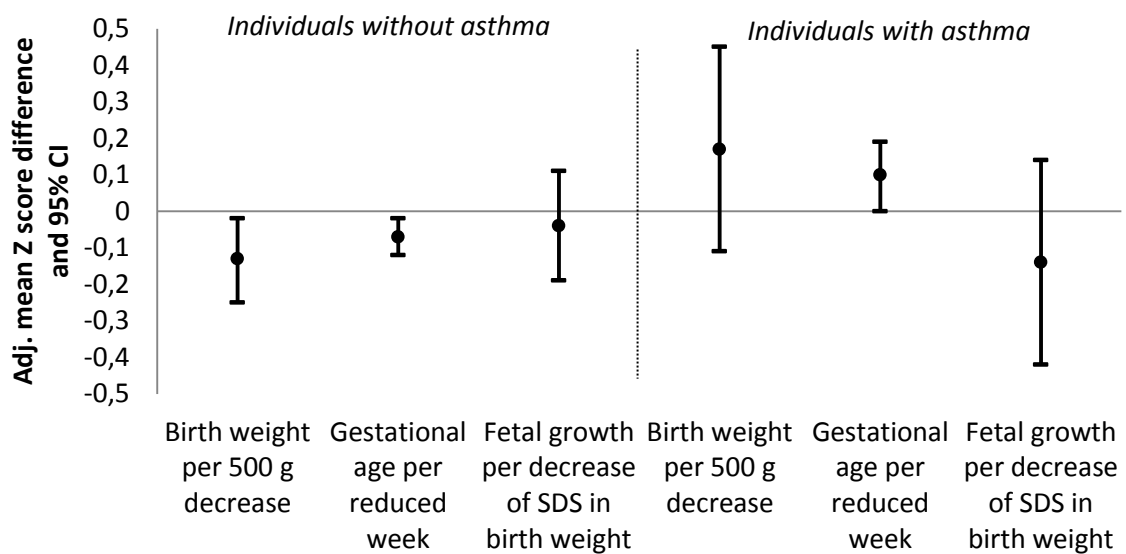 Individuals without asthma
Individuals with asthma
Adj. mean Z score difference
and 95% CI
0,5
0,4
0,3
0,2
0,1
0
-0,1
-0,2
-0,3
-0,4
-0,5
Birth weight
per 500 g
decrease
Gestational
age per
reduced
week
Fetal growth
per decrease
of SDS in
birth weight
Birth weight
per 500 g
decrease
Gestational
age per
reduced
week
Fetal growth
per decrease
of SDS in
birth weight